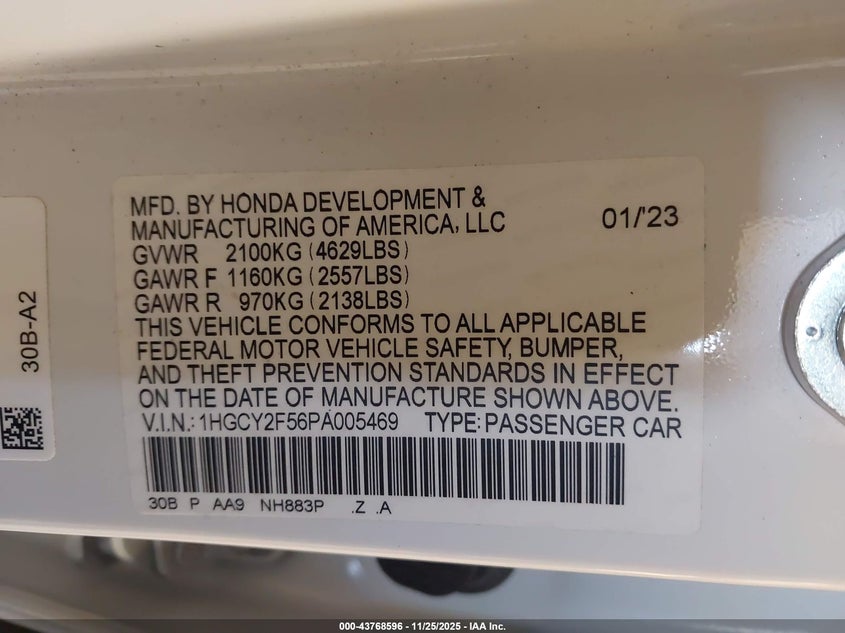 MFD. BY HONDA DEVELOPMENT &
MANUFACTURING OF AMERICA, LLC 01/'23
GVWR 2100KG (4629LBS)
GAWR F 1160KG (2557LBS)
GAWR R 970KG (2138LBS)
THIS VEHICLE CONFORMS TO ALL APPLICABLE
FEDERAL MOTOR VEHICLE SAFETY, BUMPER,
AND THEFT PREVENTION STANDARDS IN EFFECT
ON THE DATE OF MANUFACTURE SHOWN ABOVE.
V.I.N.: 1HGCY2F56PA005469 TYPE: PASSENGER CAR
30B P AA9 NH883P .Z .A
30B-A2
000-43768596 - 11/25/2025 - IAA Inc.